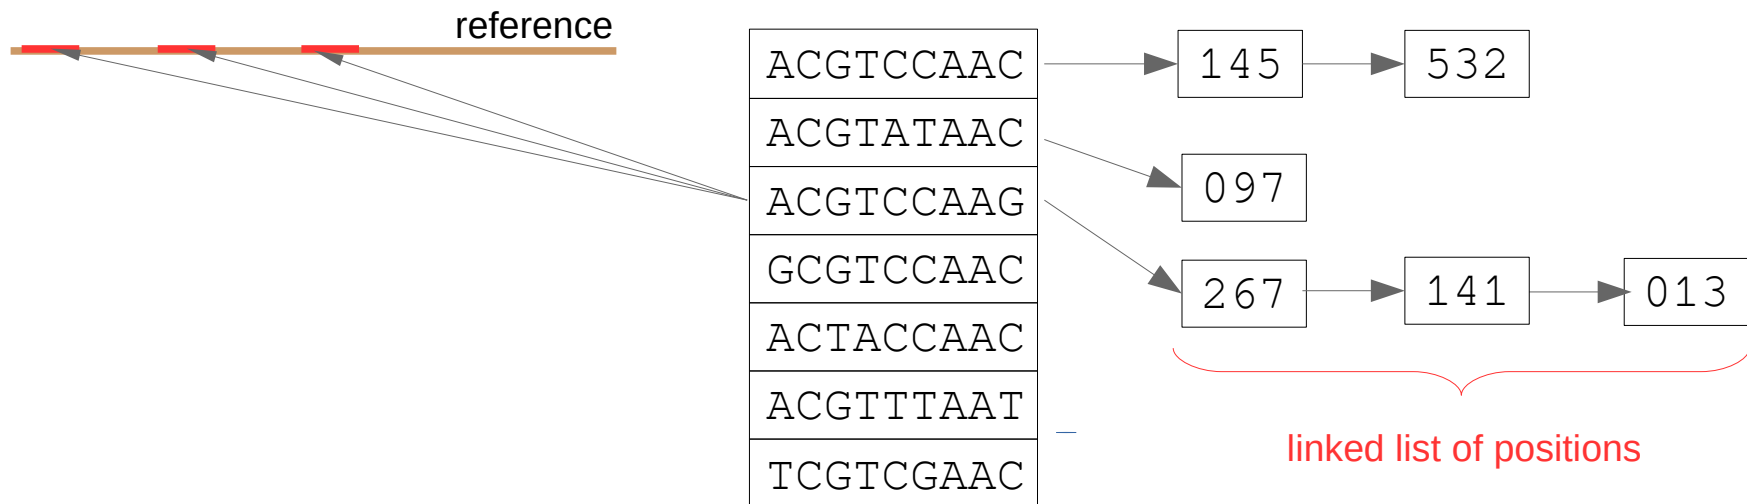 reference
ACGTCCAAC
145
532
ACGTATAAC
097
ACGTCCAAG
267
141
013
GCGTCCAAC
ACTACCAAC
ACGTTTAAT
TCGTCGAAC
linked list of positions